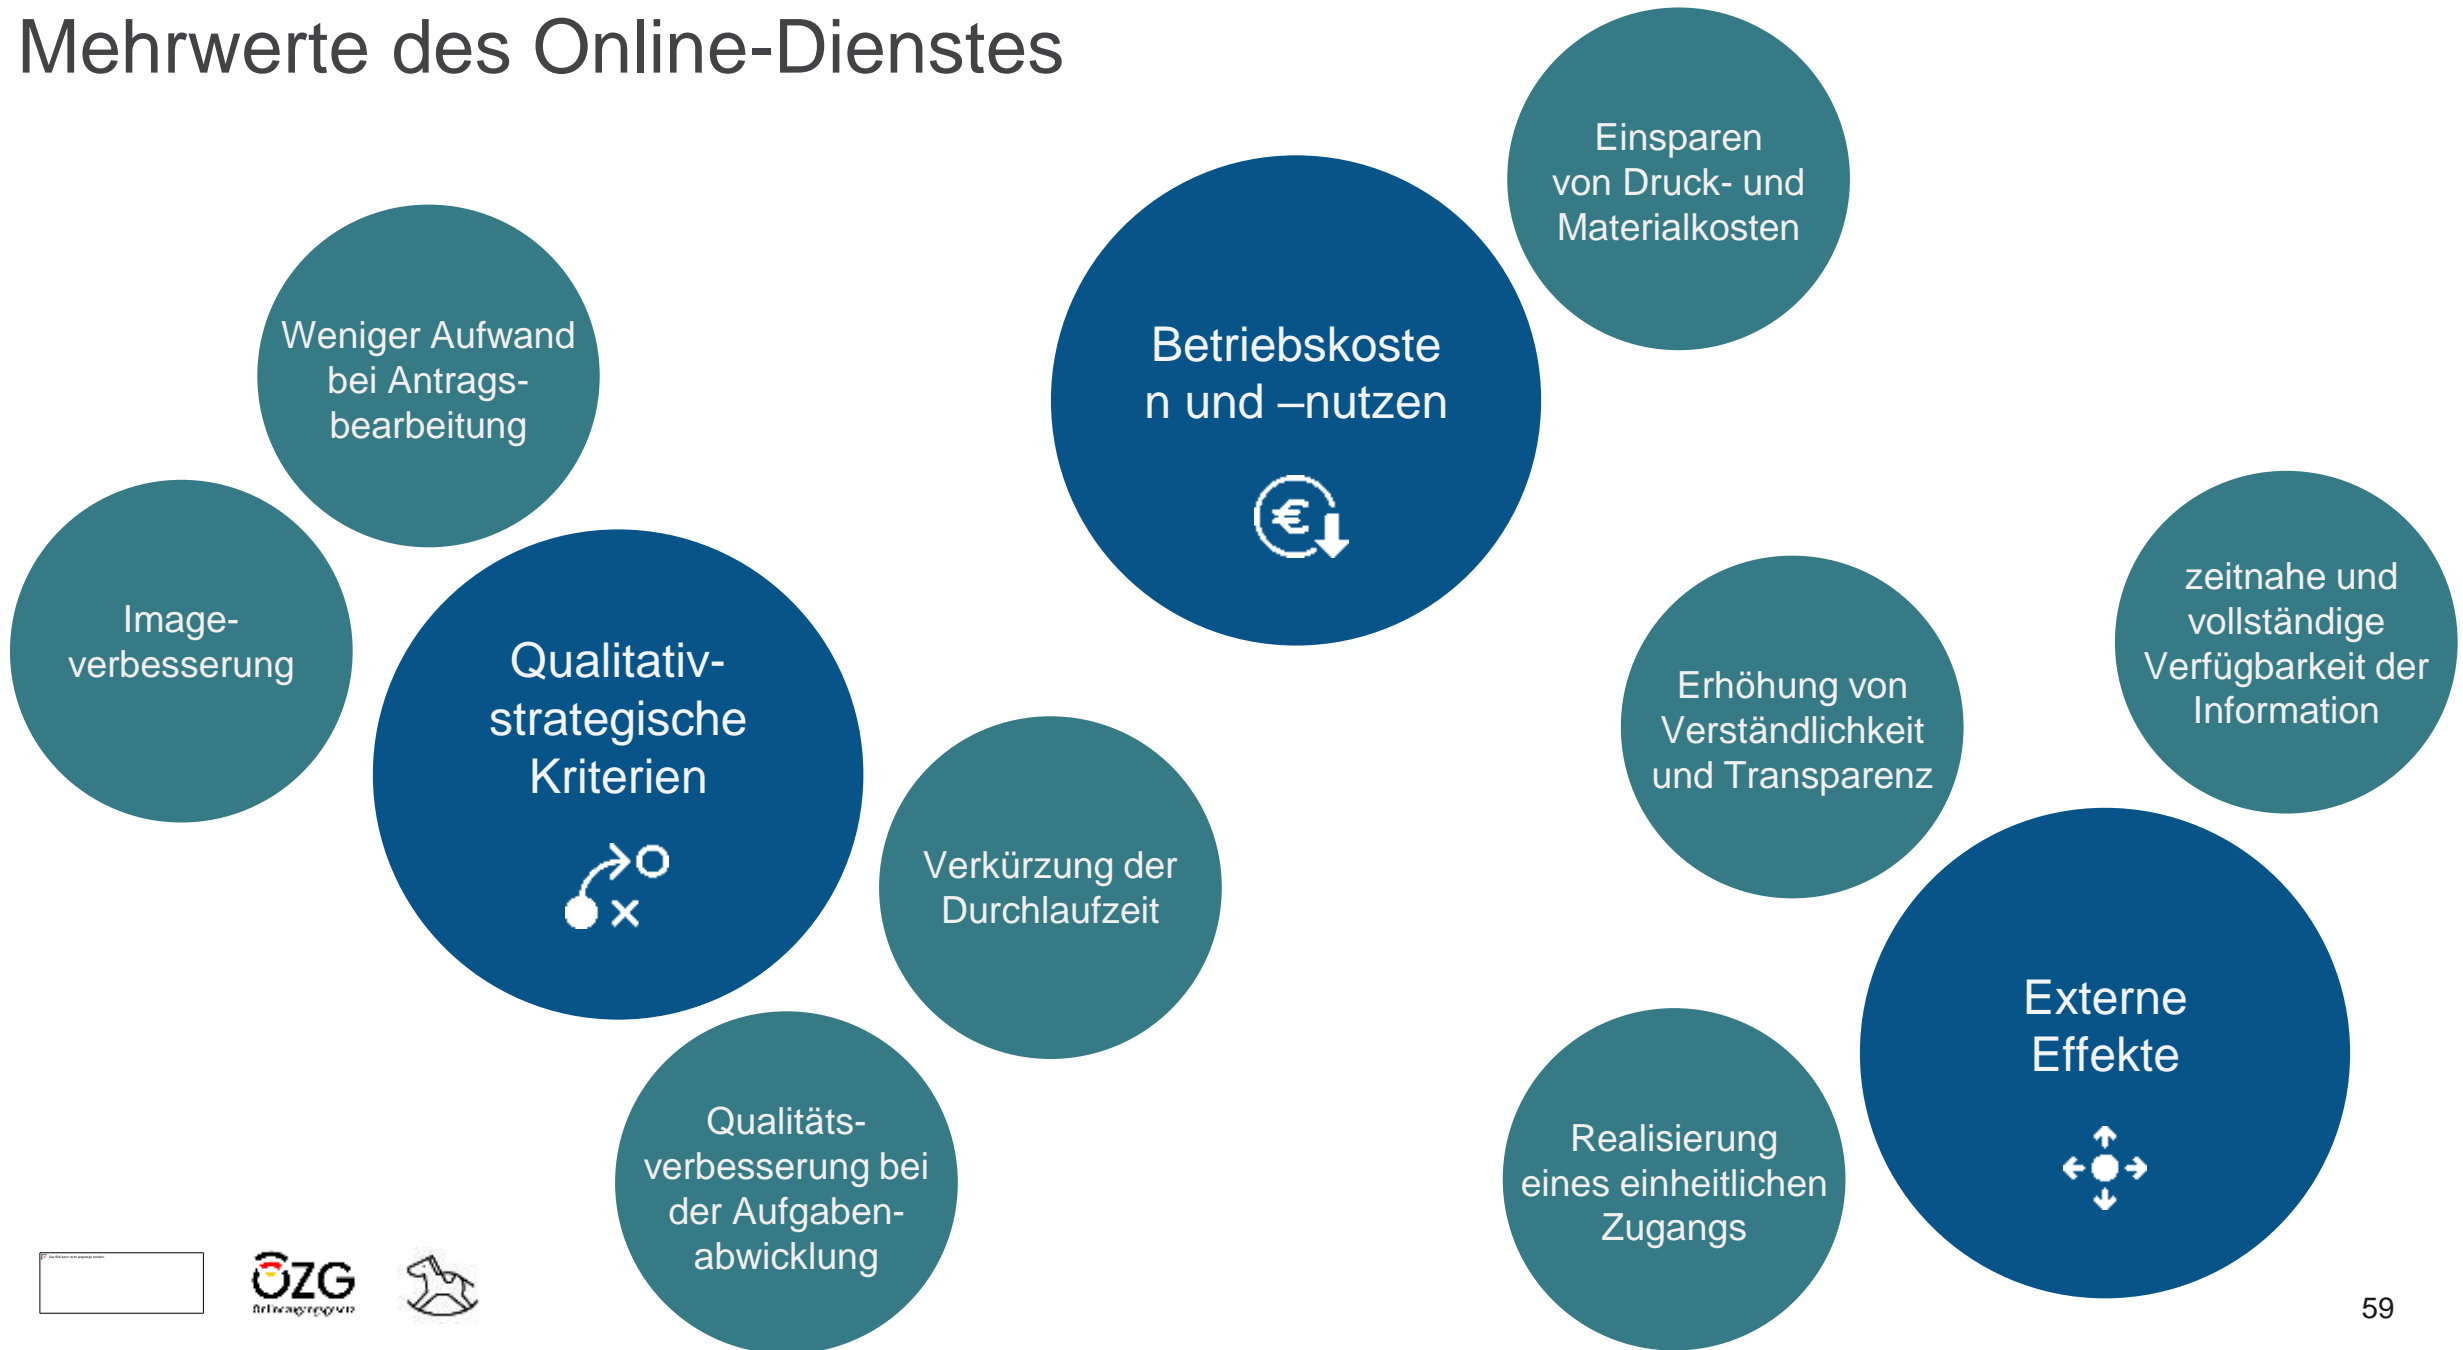 Mehrwerte des Online-Dienstes
Einsparen
von Druck- und
Materialkosten
Betriebskoste
n und –nutzen
Weniger Aufwand
bei Antrags-
bearbeitung
Image-
verbesserung
Qualitativ-
strategische
Kriterien
Verkürzung der
Durchlaufzeit
Qualitäts-
verbesserung bei
der Aufgaben-
abwicklung
zeitnahe und
vollständige
Verfügbarkeit der
Information
Erhöhung von
Verständlichkeit
und Transparenz
Externe
Effekte
Realisierung
eines einheitlichen
Zugangs
OZG
Onlinezugangsgesetz
59